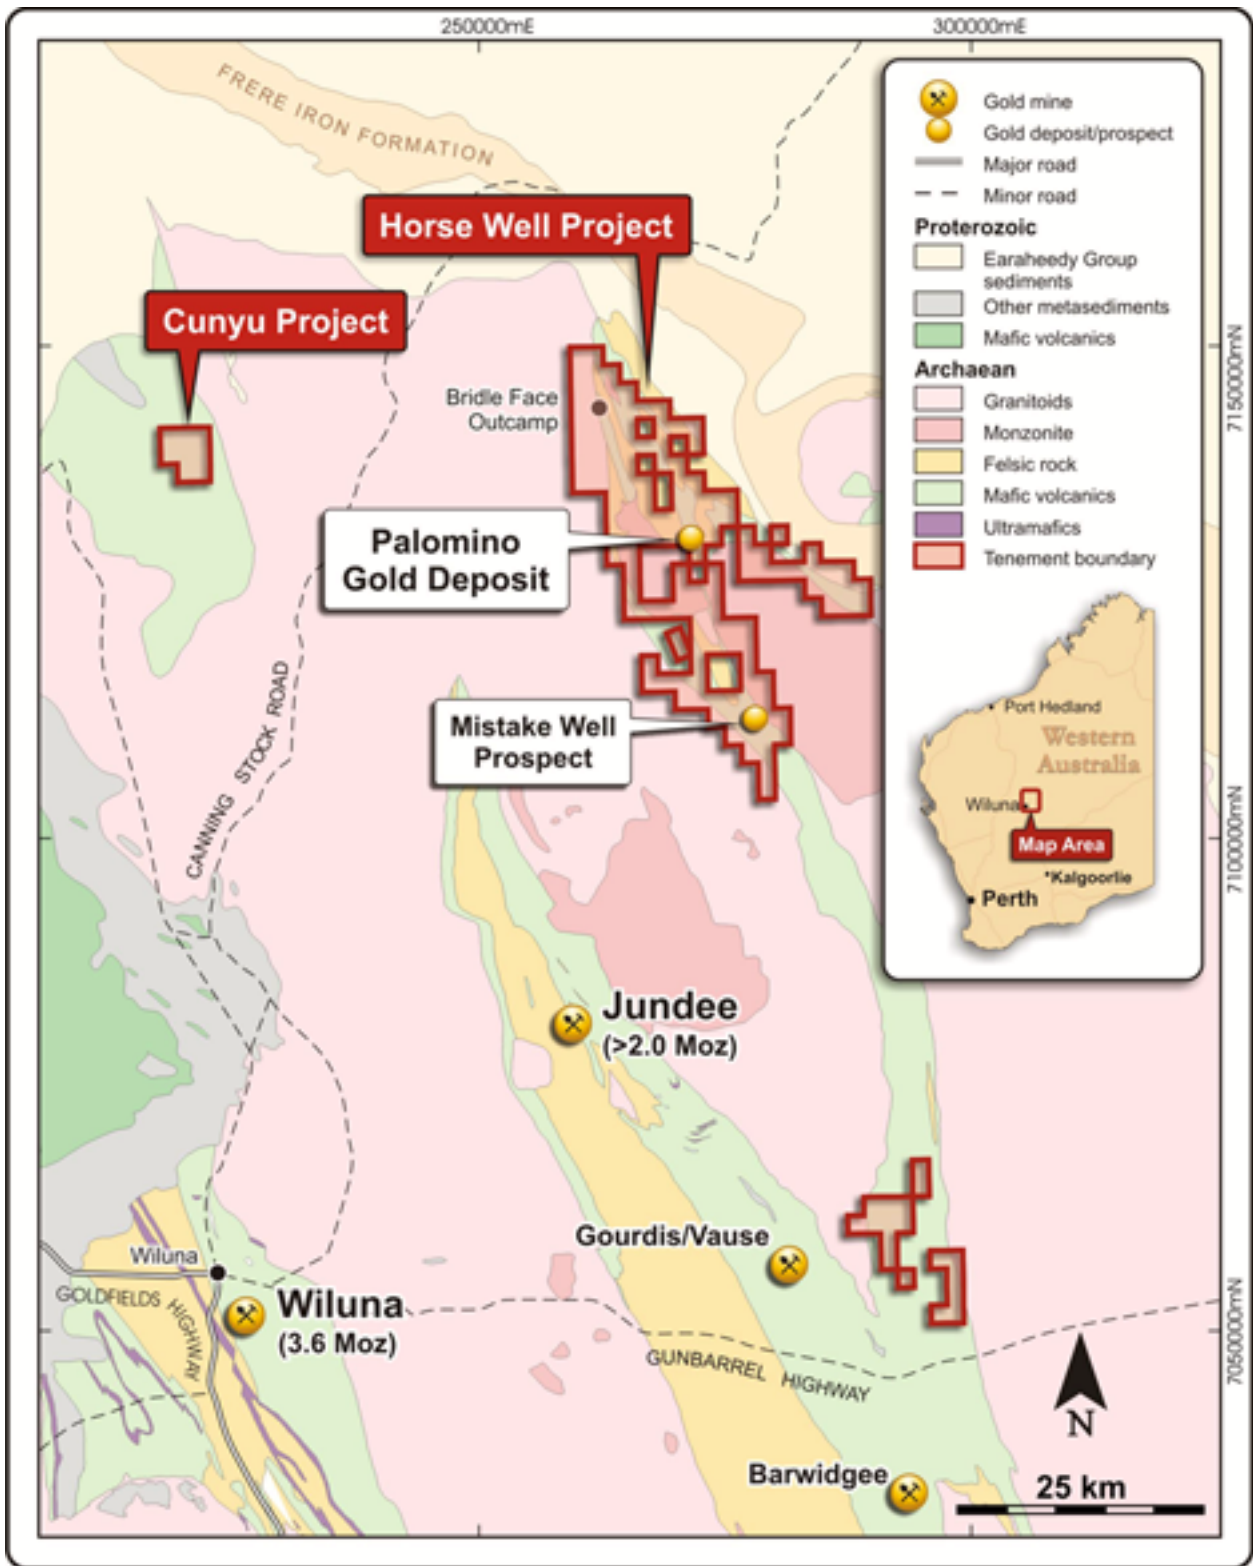 250000mE
300000mE
FRERE IRON FORMATION
Horse Well Project
Cunyu Project
Bridle Face
Outcamp
Palomino
Gold Deposit
Mistake Well
Prospect
CANNING STOCK ROAD
Jundee
(>2.0 Moz)
Gourdis/Vause
Wiluna
GOLDFIELDS HIGHWAY
Wiluna
(3.6 Moz)
GUNBARREL HIGHWAY
Barwidgee
N
25 km
7150000mN
7100000mN
7050000mN
Gold mine
Gold deposit/prospect
Major road
Minor road
Proterozoic
Earaheedy Group
sediments
Other metasediments
Mafic volcanics
Archaean
Granitoids
Monzonite
Felsic rock
Mafic volcanics
Ultramafics
Tenement boundary
Port Hedland
Western
Australia
Wiluna
Map Area
*Kalgoorlie
Perth